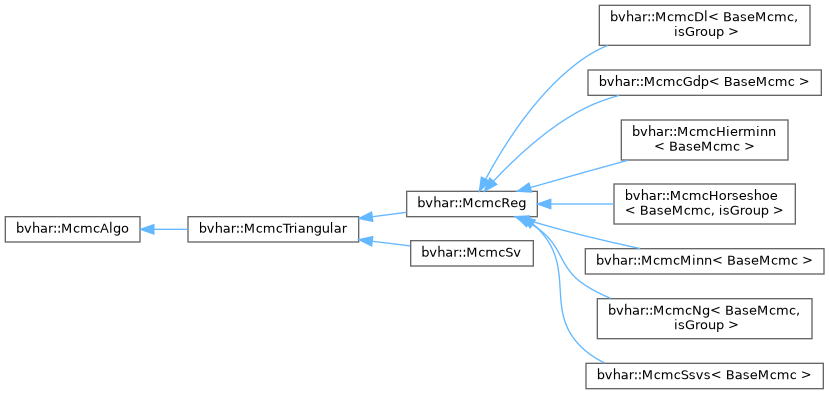 bvhar::McmcDl< BaseMcmc,
isGroup >
bvhar::McmcGdp< BaseMcmc >
bvhar::McmcHierminn
< BaseMcmc >
bvhar::McmcReg
bvhar::McmcHorseshoe
< BaseMcmc, isGroup >
bvhar::McmcAlgo
bvhar::McmcTriangular
bvhar::McmcSv
bvhar::McmcMinn< BaseMcmc >
bvhar::McmcNg< BaseMcmc,
isGroup >
bvhar::McmcSsvs< BaseMcmc >